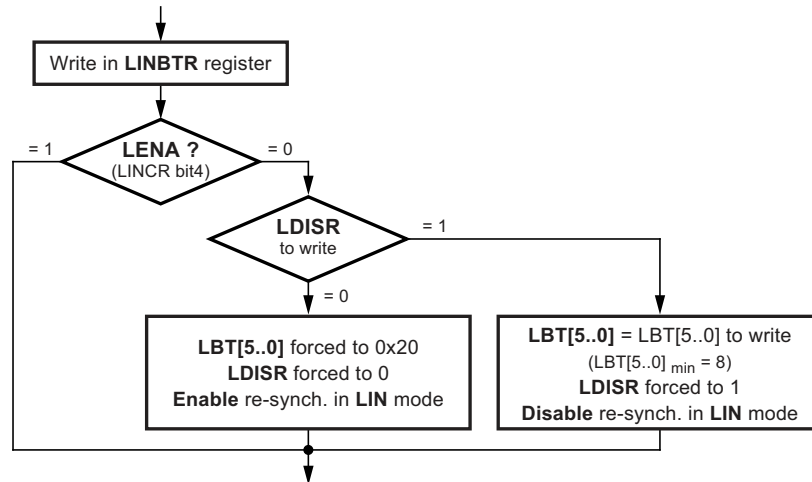 Write in LINBTR register
= 1
LENA ?
(LINCR bit4)
= 0
LDISR
to write
= 1
= 0
LBT[5..0] forced to 0x20
LDISR forced to 0
Enable re-synch. in LIN mode
LBT[5..0] = LBT[5..0] to write
(LBT[5..0] min = 8)
LDISR forced to 1
Disable re-synch. in LIN mode